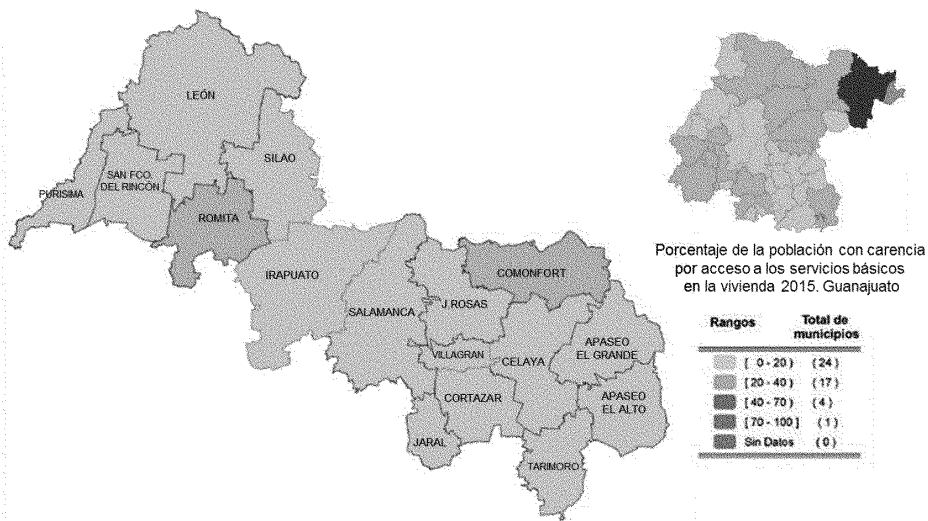 LEÓN
SILAO
SAN FCO.
DEL RINCÓN
PURISIMA
ROMITA
IRAPUATO
COMONFORT
J.ROSAS
SALAMANCA
VILLAGRAN
CELAYA
APASEO
EL GRANDE
CORTAZAR
APASEO
EL ALTO
JARAL
TARIMORO
Porcentaje de la población con carencia
por acceso a los servicios básicos
en la vivienda 2015. Guanajuato
Rangos Total de
municipios
[ 0 - 20) (24)
[20 - 40) (17)
[40 - 70) (4)
[70 - 100] (1)
Sin Datos (0)